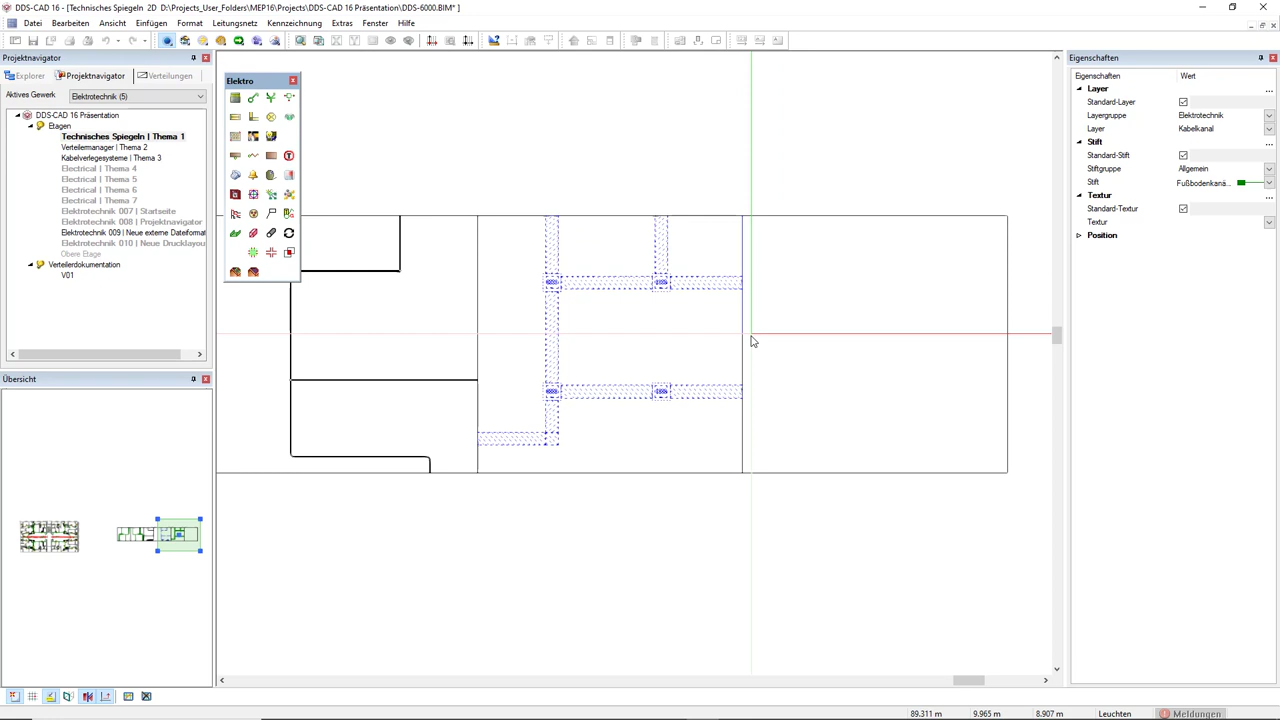 DDS-CAD 16 - [Technisches Spiegeln  2D  D:\Projects_User_Folders\MEP16\Projects\DDS-CAD 16 Präsentation\DDS-6000.BIM* ]
Datei Bearbeiten Ansicht Einfügen Format Leitungsnetz Kennzeichnung Extras Fenster Hilfe
Projektnavigator
Explorer Projektnavigator Verteilungen
Aktives Gewerk Elektrotechnik (5)
DDS-CAD 16 Präsentation
Etagen
Technisches Spiegeln | Thema 1
Verteilermanager | Thema 2
Kabelverlegesysteme | Thema 3
Electrical | Thema 4
Electrical | Thema 5
Electrical | Thema 6
Electrical | Thema 7
Elektrotechnik 007 | Startseite
Elektrotechnik 008 | Projektnavigator
Elektrotechnik 009 | Neue externe Dateiformat
Elektrotechnik 010 | Neue Drucklayou
Obere Etage
Verteilerdokumentation
V01
Übersicht
Elektro
Eigenschaften
Eigenschaften Wert
Layer ...
Standard-Layer
Layergruppe Elektrotechnik
Layer Kabelkanal
Stift ...
Standard-Stift
Stiftgruppe Allgemein
Stift Fußbodenkanä...
Textur ...
Standard-Textur
Textur
Position
89.311 m 9.965 m 8.907 m Leuchten Meldungen